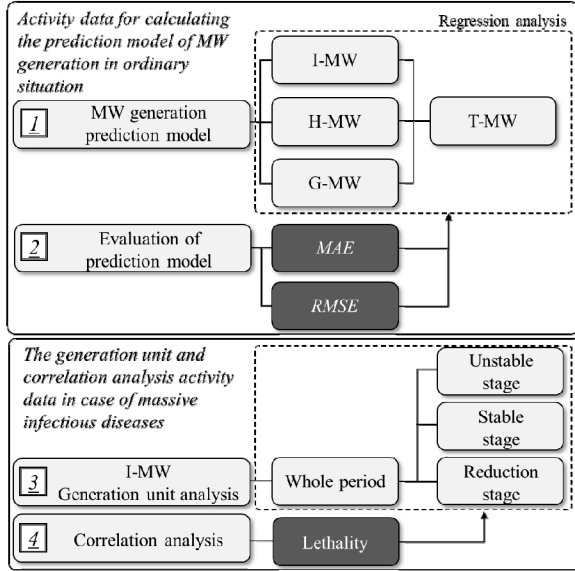 Activity data for calculating
the prediction model of MW
generation in ordinary
situation
Regression analysis
1
MW generation
prediction model
I-MW
H-MW
G-MW
T-MW
2
Evaluation of
prediction model
MAE
RMSE
The generation unit and
correlation analysis activity
data in case of massive
infectious diseases
3
I-MW
Generation unit analysis
Whole period
Unstable
stage
Stable
stage
Reduction
stage
4
Correlation analysis
Lethality